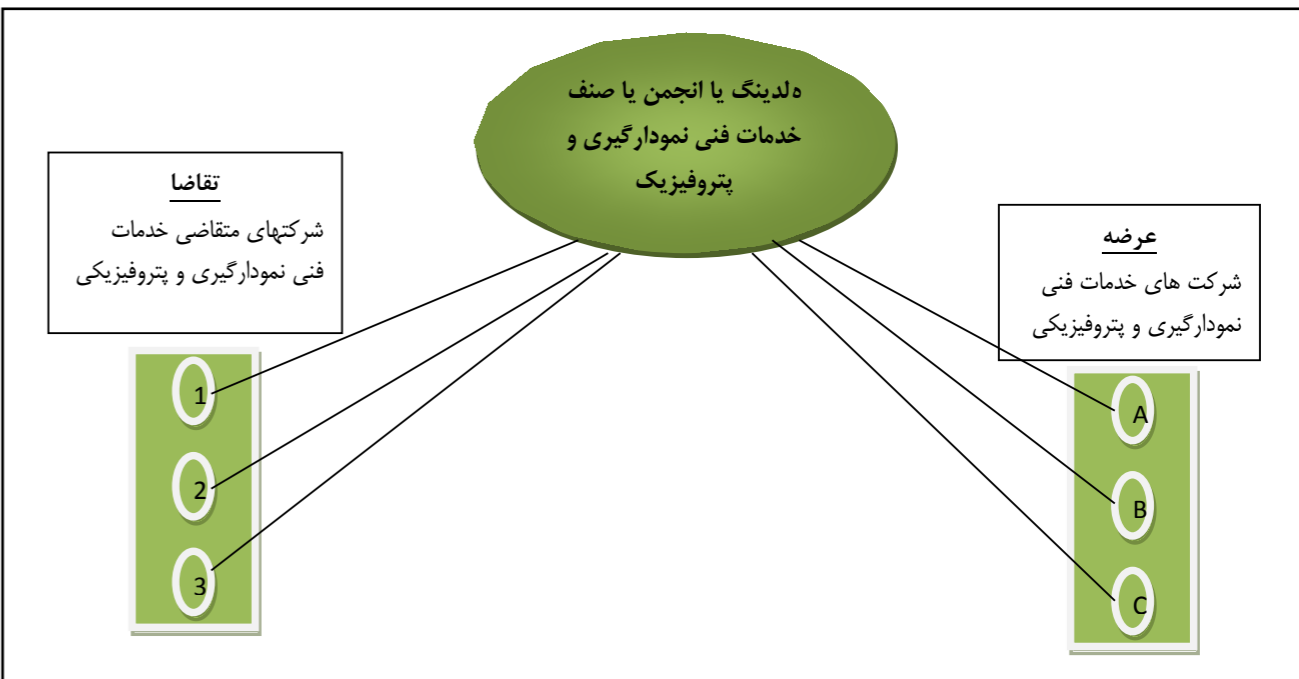 هلدینگ یا انجمن یا صنف
خدمات فنی نمودارگیری و
پتروفیزیک
عرضه
شرکت های خدمات فنی
نمودارگیری و پتروفیزیکی
تقاضا
شرکتهای متقاضی خدمات
فنی نمودارگیری و پتروفیزیکی
A
B
C
1
2
3